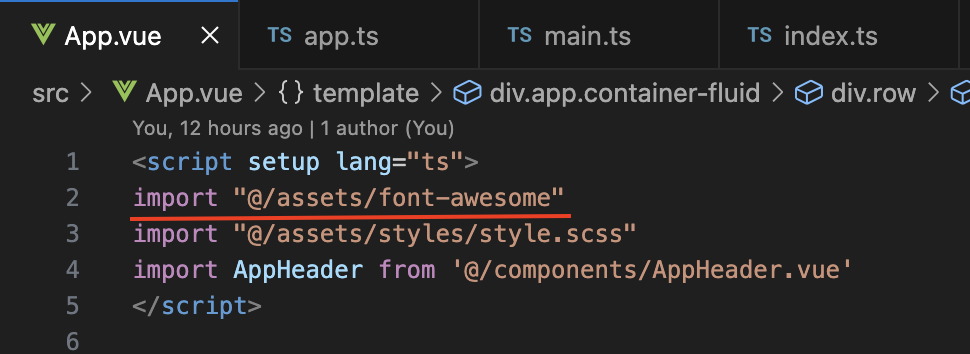 App.vue × TS app.ts TS main.ts TS index.ts
src > App.vue > {} template > div.app.container-fluid > div.row >
You, 12 hours ago | 1 author (You)
1 <script setup lang="ts">
2 import "@/assets/font-awesome"
3 import "@/assets/styles/style.scss"
4 import AppHeader from '@/components/AppHeader.vue'
5 </script>
6